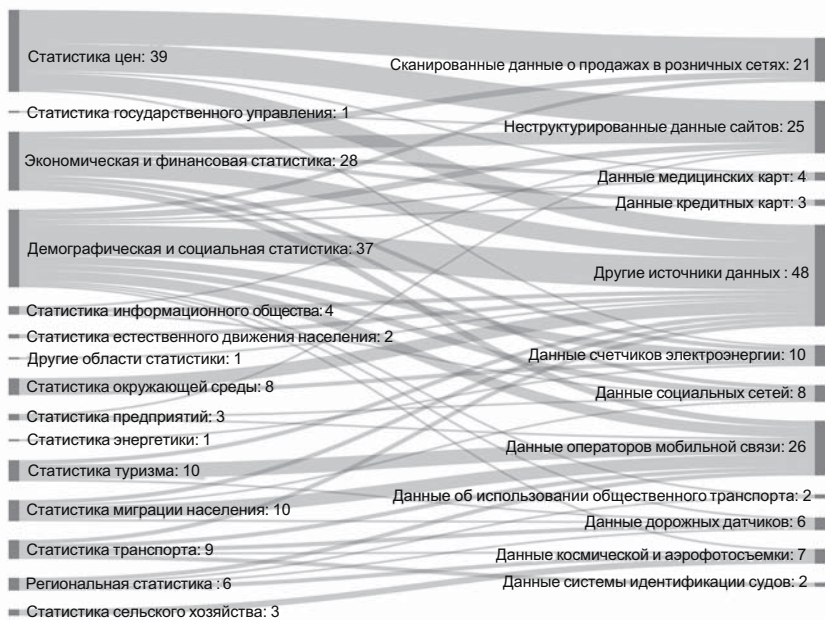 Статистика цен: 39
Статистика государственного управления: 1
Экономическая и финансовая статистика: 28
Демографическая и социальная статистика: 37
Статистика информационного общества: 4
Статистика естественного движения населения: 2
Другие области статистики: 1
Статистика окружающей среды: 8
Статистика предприятий: 3
Статистика энергетики: 1
Статистика туризма: 10
Статистика миграции населения: 10
Статистика транспорта: 9
Региональная статистика : 6
Статистика сельского хозяйства: 3
Сканированные данные о продажах в розничных сетях: 21
Неструктурированные данные сайтов: 25
Данные медицинских карт: 4
Данные кредитных карт: 3
Другие источники данных : 48
Данные счетчиков электроэнергии: 10
Данные социальных сетей: 8
Данные операторов мобильной связи: 26
Данные об использовании общественного транспорта: 2
Данные дорожных датчиков: 6
Данные космической и аэрофотосъемки: 7
Данные системы идентификации судов: 2